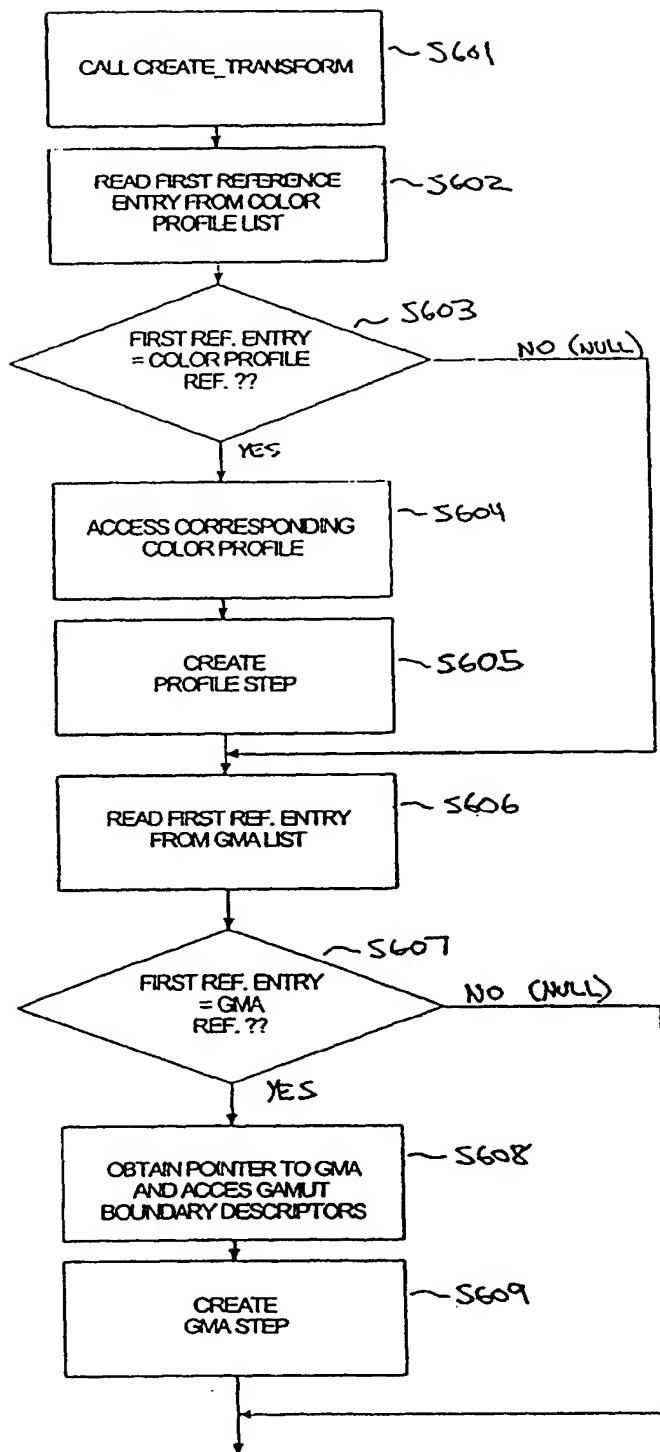 CALL CREATE_TRANSFORM
S601
READ FIRST REFERENCE
ENTRY FROM COLOR
PROFILE LIST
S602
FIRST REF. ENTRY
= COLOR PROFILE
REF. ??
S603
NO (NULL)
YES
ACCESS CORRESPONDING
COLOR PROFILE
S604
CREATE
PROFILE STEP
S605
READ FIRST REF. ENTRY
FROM GMA LIST
S606
FIRST REF. ENTRY
= GMA
REF. ??
S607
NO (NULL)
YES
OBTAIN POINTER TO GMA
AND ACCES GAMUT
BOUNDARY DESCRIPTORS
S608
CREATE
GMA STEP
S609